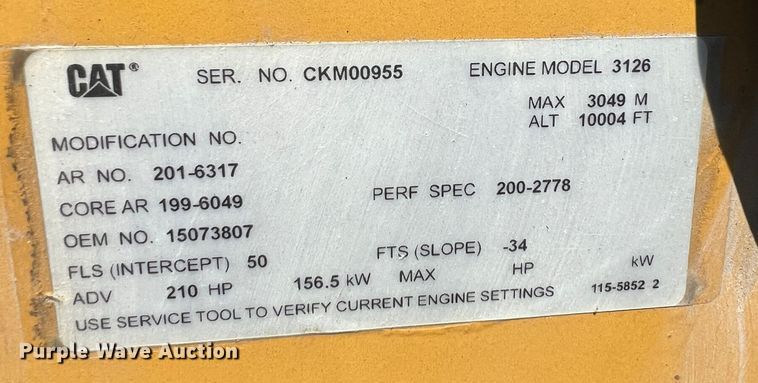 CAT® SER. NO. CKM00955 ENGINE MODEL 3126
MAX 3049 M
ALT 10004 FT
MODIFICATION NO.
AR NO. 201-6317
CORE AR 199-6049 PERF SPEC 200-2778
OEM NO. 15073807
FLS (INTERCEPT) 50 FTS (SLOPE) -34
ADV 210 HP 156.5 kW MAX HP kW
USE SERVICE TOOL TO VERIFY CURRENT ENGINE SETTINGS 115-5852 2
Purple Wave Auction